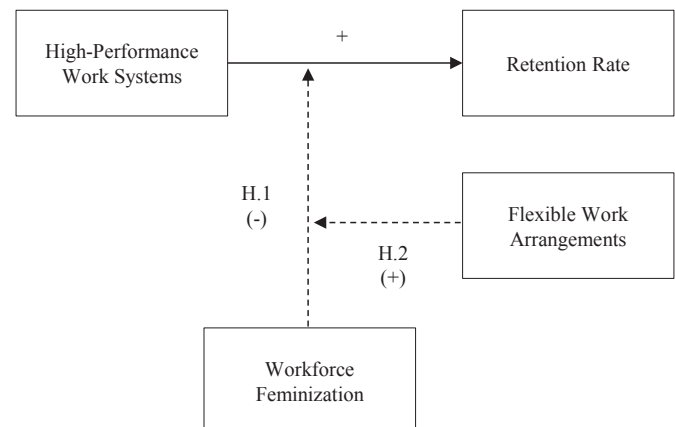 +
High-Performance
Work Systems
Retention Rate
H.1
(-)
Flexible Work
Arrangements
H.2
(+)
Workforce
Feminization